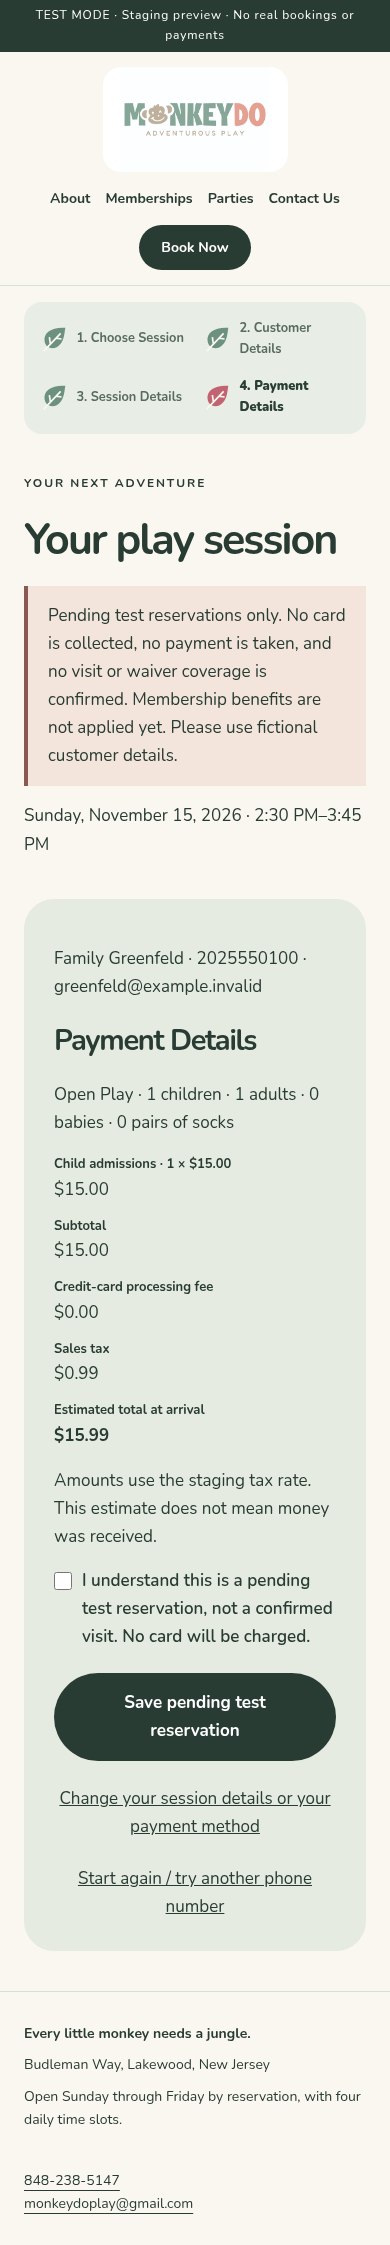 TEST MODE · Staging preview · No real bookings or
payments
MONKEYDO
ADVENTUROUS PLAY
About Memberships Parties Contact Us
Book Now
1. Choose Session
2. Customer
Details
3. Session Details
4. Payment
Details
YOUR NEXT ADVENTURE
Your play session
Pending test reservations only. No card
is collected, no payment is taken, and
no visit or waiver coverage is
confirmed. Membership benefits are
not applied yet. Please use fictional
customer details.
Sunday, November 15, 2026 · 2:30 PM–3:45
PM
Family Greenfeld · 2025550100 ·
greenfeld@example.invalid
Payment Details
Open Play · 1 children · 1 adults · 0
babies · 0 pairs of socks
Child admissions · 1 × $15.00
$15.00
Subtotal
$15.00
Credit-card processing fee
$0.00
Sales tax
$0.99
Estimated total at arrival
$15.99
Amounts use the staging tax rate.
This estimate does not mean money
was received.
I understand this is a pending
test reservation, not a confirmed
visit. No card will be charged.
Save pending test
reservation
Change your session details or your
payment method
Start again / try another phone
number
Every little monkey needs a jungle.
Budleman Way, Lakewood, New Jersey
Open Sunday through Friday by reservation, with four
daily time slots.
848-238-5147
monkeydoplay@gmail.com